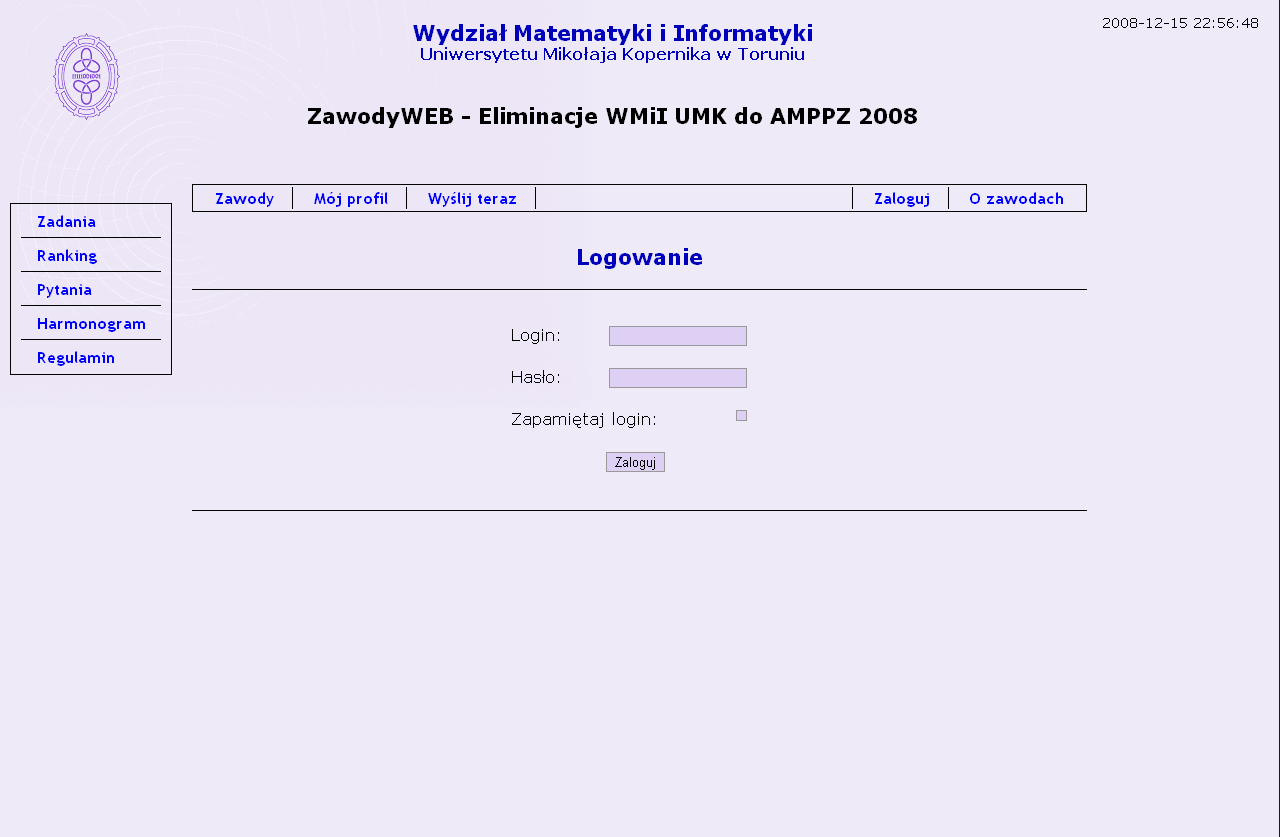 Wydział Matematyki i Informatyki
Uniwersytetu Mikołaja Kopernika w Toruniu
2008-12-15 22:56:48
ZawodyWEB - Eliminacje WMiI UMK do AMPPZ 2008
Zawody Mój profil Wyślij teraz Zaloguj O zawodach
Zadania
Ranking
Pytania
Harmonogram
Regulamin
Logowanie
Login:
Hasło:
Zapamiętaj login:
Zaloguj